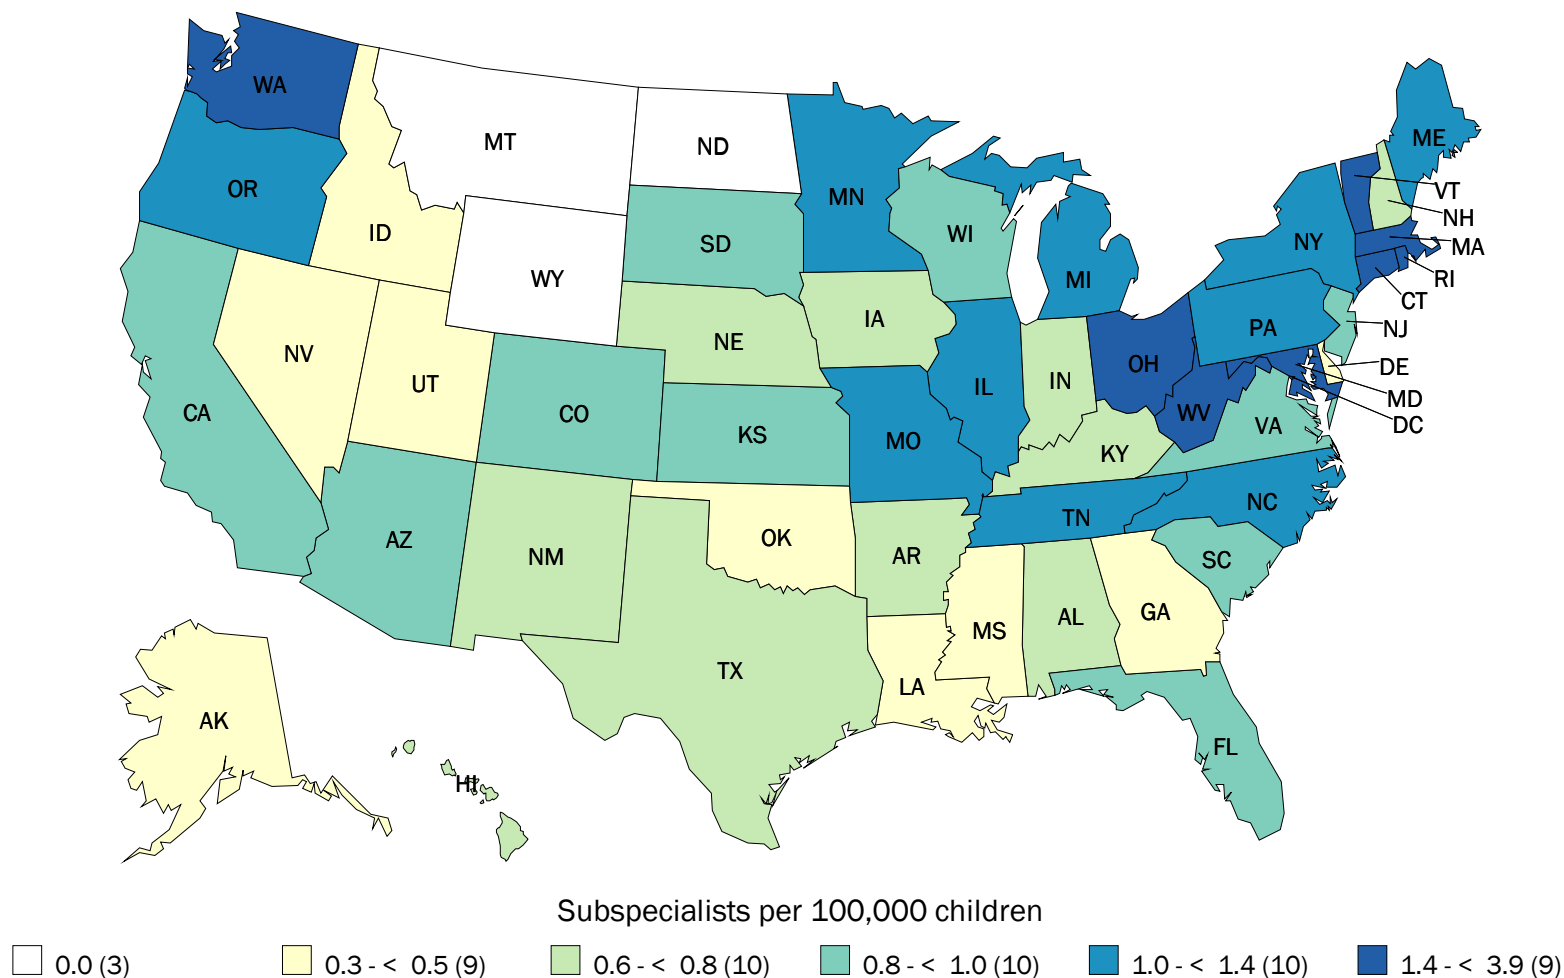 WA
MT
ND
MN
ME
OR
ID
SD
WI
MI
NY
VT
NH
MA
RI
CT
NJ
WY
NE
IA
PA
DE
MD
DC
NV
UT
CO
KS
MO
IL
IN
OH
WV
VA
CA
KY
AZ
NM
OK
AR
TN
NC
SC
MS
AL
GA
TX
LA
FL
AK
HI
Subspecialists per 100,000 children
0.0 (3)
0.3 - < 0.5 (9)
0.6 - < 0.8 (10)
0.8 - < 1.0 (10)
1.0 - < 1.4 (10)
1.4 - < 3.9 (9)